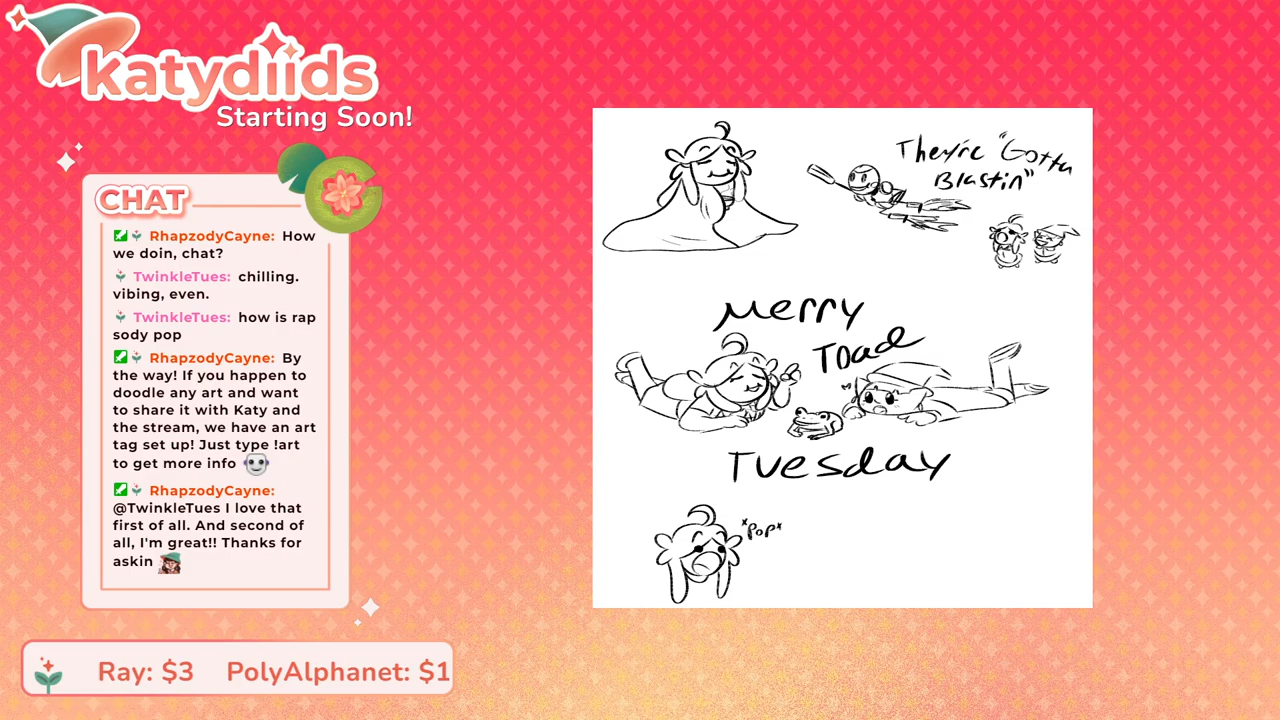 Katydiids
Starting Soon!
CHAT
RhapzodyCayne: How
we doin, chat?
TwinkleTues: chilling.
vibing, even.
TwinkleTues: how is rap
sody pop
RhapzodyCayne: By
the way! If you happen to
doodle any art and want
to share it with Katy and
the stream, we have an art
tag set up! Just type !art
to get more info
RhapzodyCayne:
@TwinkleTues I love that
first of all. And second of
all, I'm great!! Thanks for
askin
Ray: $3 PolyAlphanet: $1
They're "Gotta
Blastin"
Merry
Toad
Tuesday
*Pop*